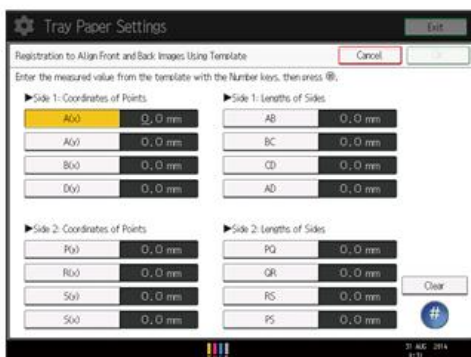 Tray Paper Settings
Exit
Registration to Align Front and Back Images Using Template
Cancel
OK
Enter the measured value from the template with the Number keys, then press ⊕.
►Side 1: Coordinates of Points
A(x) 0.0 mm
A(y) 0.0 mm
B(x) 0.0 mm
D(y) 0.0 mm
►Side 1: Lengths of Sides
AB 0.0 mm
BC 0.0 mm
CD 0.0 mm
AD 0.0 mm
►Side 2: Coordinates of Points
P(y) 0.0 mm
R(x) 0.0 mm
S(y) 0.0 mm
S(x) 0.0 mm
►Side 2: Lengths of Sides
PQ 0.0 mm
QR 0.0 mm
RS 0.0 mm
PS 0.0 mm
Clear
#
31 AUG 2014